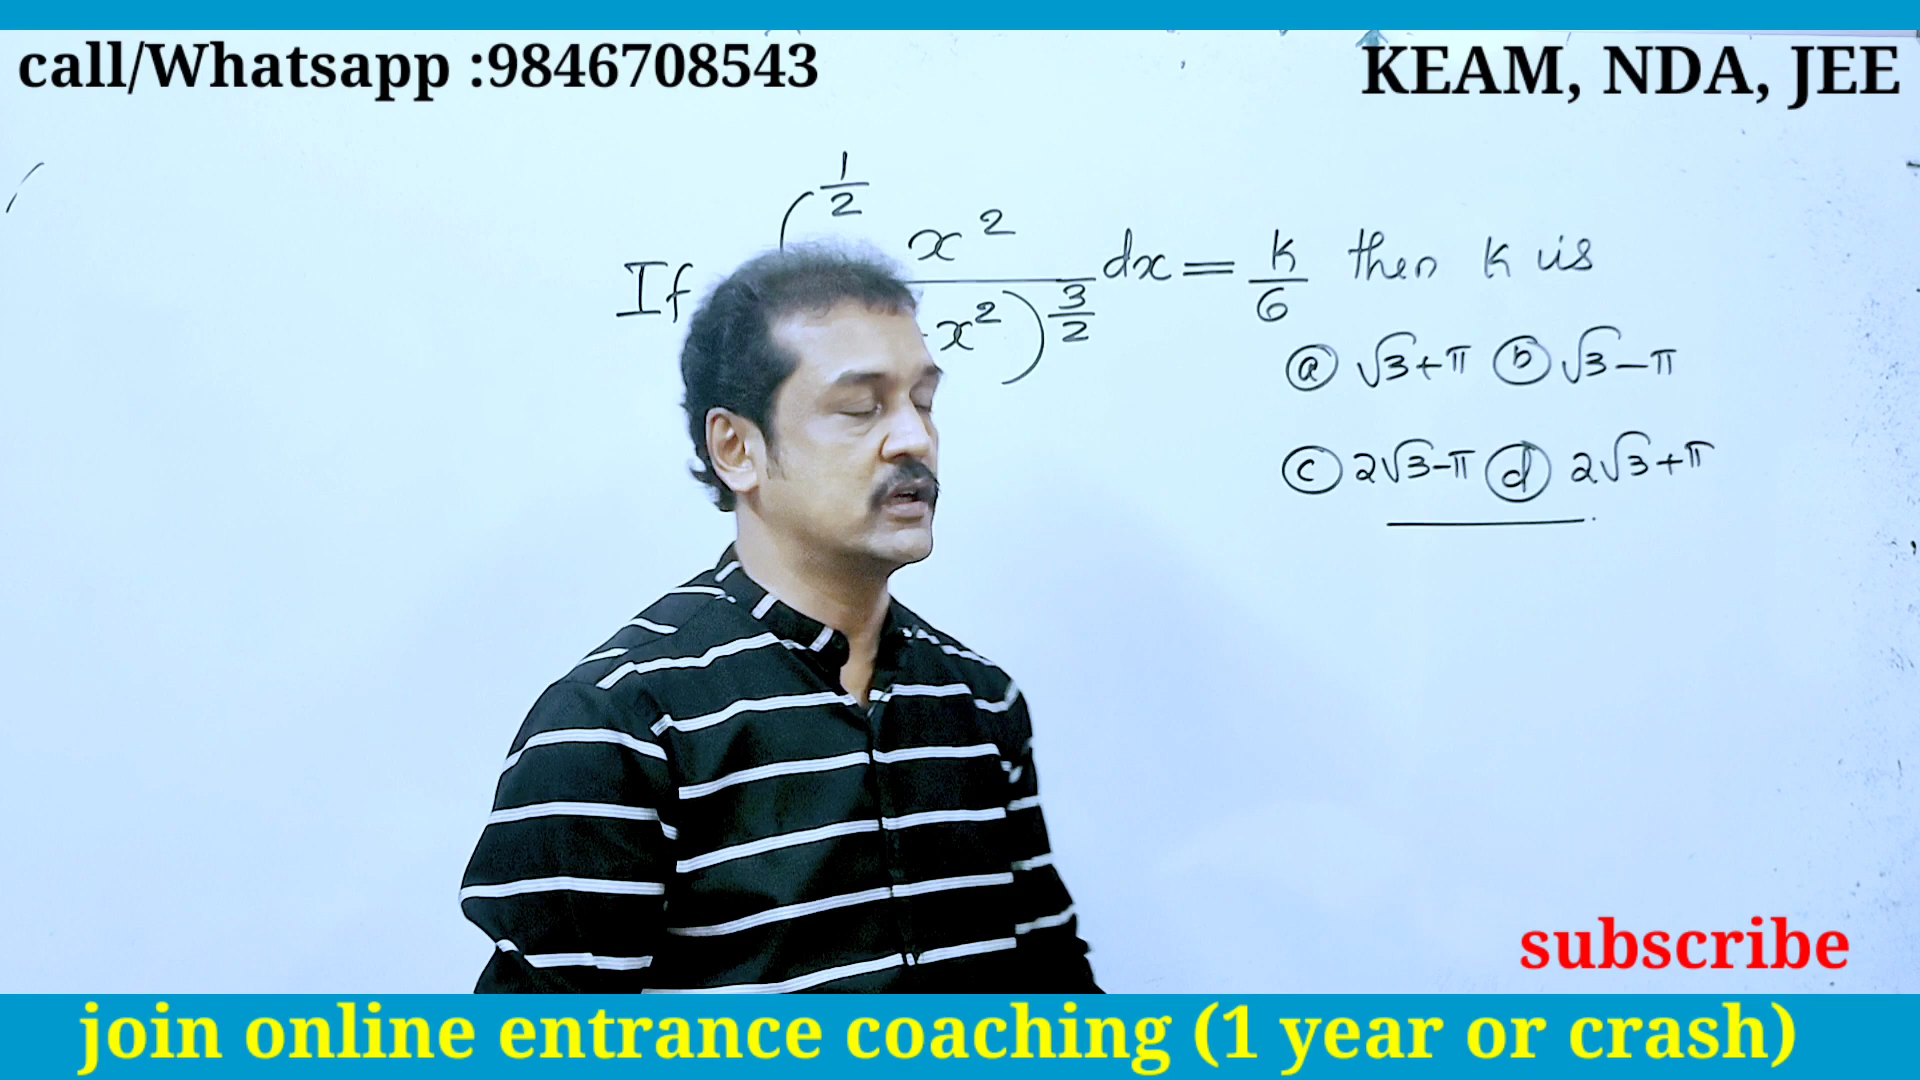 call/Whatsapp :9846708543
KEAM, NDA, JEE
If ∫ 1/2 x² / x²)^3/2 dx = k/6 then k is
(a) √3+π (b) √3-π
(c) 2√3-π (d) 2√3+π
subscribe
join online entrance coaching (1 year or crash)